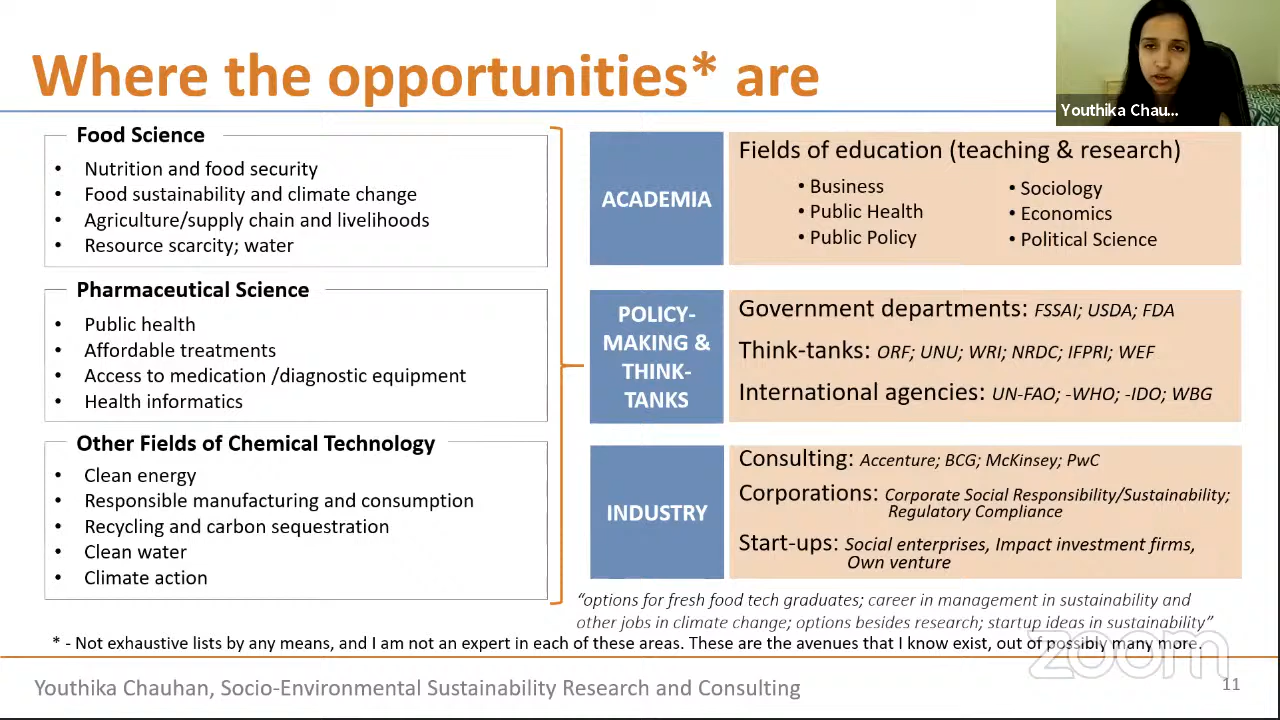 Where the opportunities* are
Youthika Chau...
Food Science
• Nutrition and food security
• Food sustainability and climate change
• Agriculture/supply chain and livelihoods
• Resource scarcity; water
Pharmaceutical Science
• Public health
• Affordable treatments
• Access to medication /diagnostic equipment
• Health informatics
Other Fields of Chemical Technology
• Clean energy
• Responsible manufacturing and consumption
• Recycling and carbon sequestration
• Clean water
• Climate action
ACADEMIA
Fields of education (teaching & research)
• Business
• Public Health
• Public Policy
• Sociology
• Economics
• Political Science
POLICY-
MAKING &
THINK-
TANKS
Government departments: FSSAI; USDA; FDA
Think-tanks: ORF; UNU; WRI; NRDC; IFPRI; WEF
International agencies: UN-FAO; -WHO; -IDO; WBG
INDUSTRY
Consulting: Accenture; BCG; McKinsey; PwC
Corporations: Corporate Social Responsibility/Sustainability;
Regulatory Compliance
Start-ups: Social enterprises, Impact investment firms,
Own venture
“options for fresh food tech graduates; career in management in sustainability and
other jobs in climate change; options besides research; startup ideas in sustainability”
* - Not exhaustive lists by any means, and I am not an expert in each of these areas. These are the avenues that I know exist, out of possibly many more.
zoom
Youthika Chauhan, Socio-Environmental Sustainability Research and Consulting
11